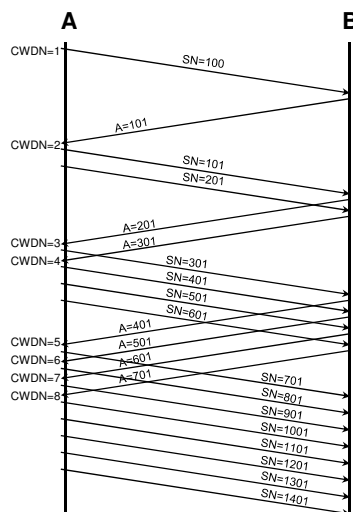 A B
CWDN=1
SN=100
A=101
CWDN=2
SN=101
SN=201
A=201
CWDN=3
A=301
CWDN=4
SN=301
SN=401
SN=501
SN=601
A=401
CWDN=5
A=501
CWDN=6
A=601
CWDN=7
A=701
CWDN=8
SN=701
SN=801
SN=901
SN=1001
SN=1101
SN=1201
SN=1301
SN=1401